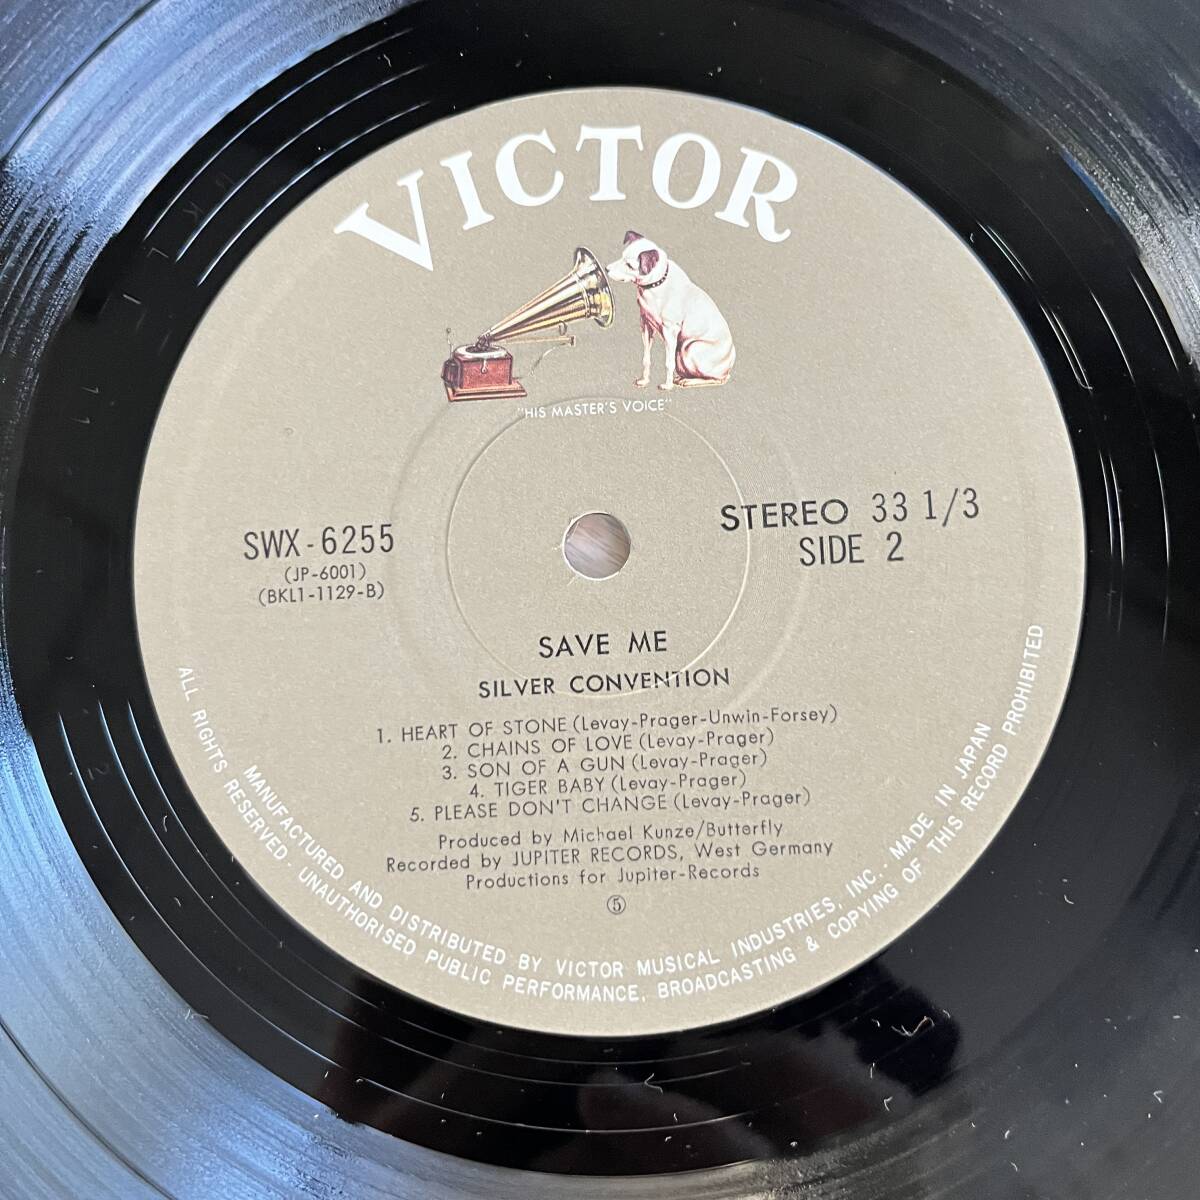 VICTOR
"HIS MASTER'S VOICE"
STEREO 33 1/3
SIDE 2
SWX-6255
(JP-6001)
(BKL1-1129-B)
SAVE ME
SILVER CONVENTION
1. HEART OF STONE (Levay-Prager-Unwin-Forsey)
2. CHAINS OF LOVE (Levay-Prager)
3. SON OF A GUN (Levay-Prager)
4. TIGER BABY (Levay-Prager)
5. PLEASE DON'T CHANGE (Levay-Prager)
Produced by Michael Kunze/Butterfly
Recorded by JUPITER RECORDS, West Germany
Productions for Jupiter-Records
⑤
MANUFACTURED AND DISTRIBUTED BY VICTOR MUSICAL INDUSTRIES, INC.· MADE IN JAPAN
ALL RIGHTS RESERVED· UNAUTHORISED PUBLIC PERFORMANCE, BROADCASTING & COPYING OF THIS RECORD PROHIBITED